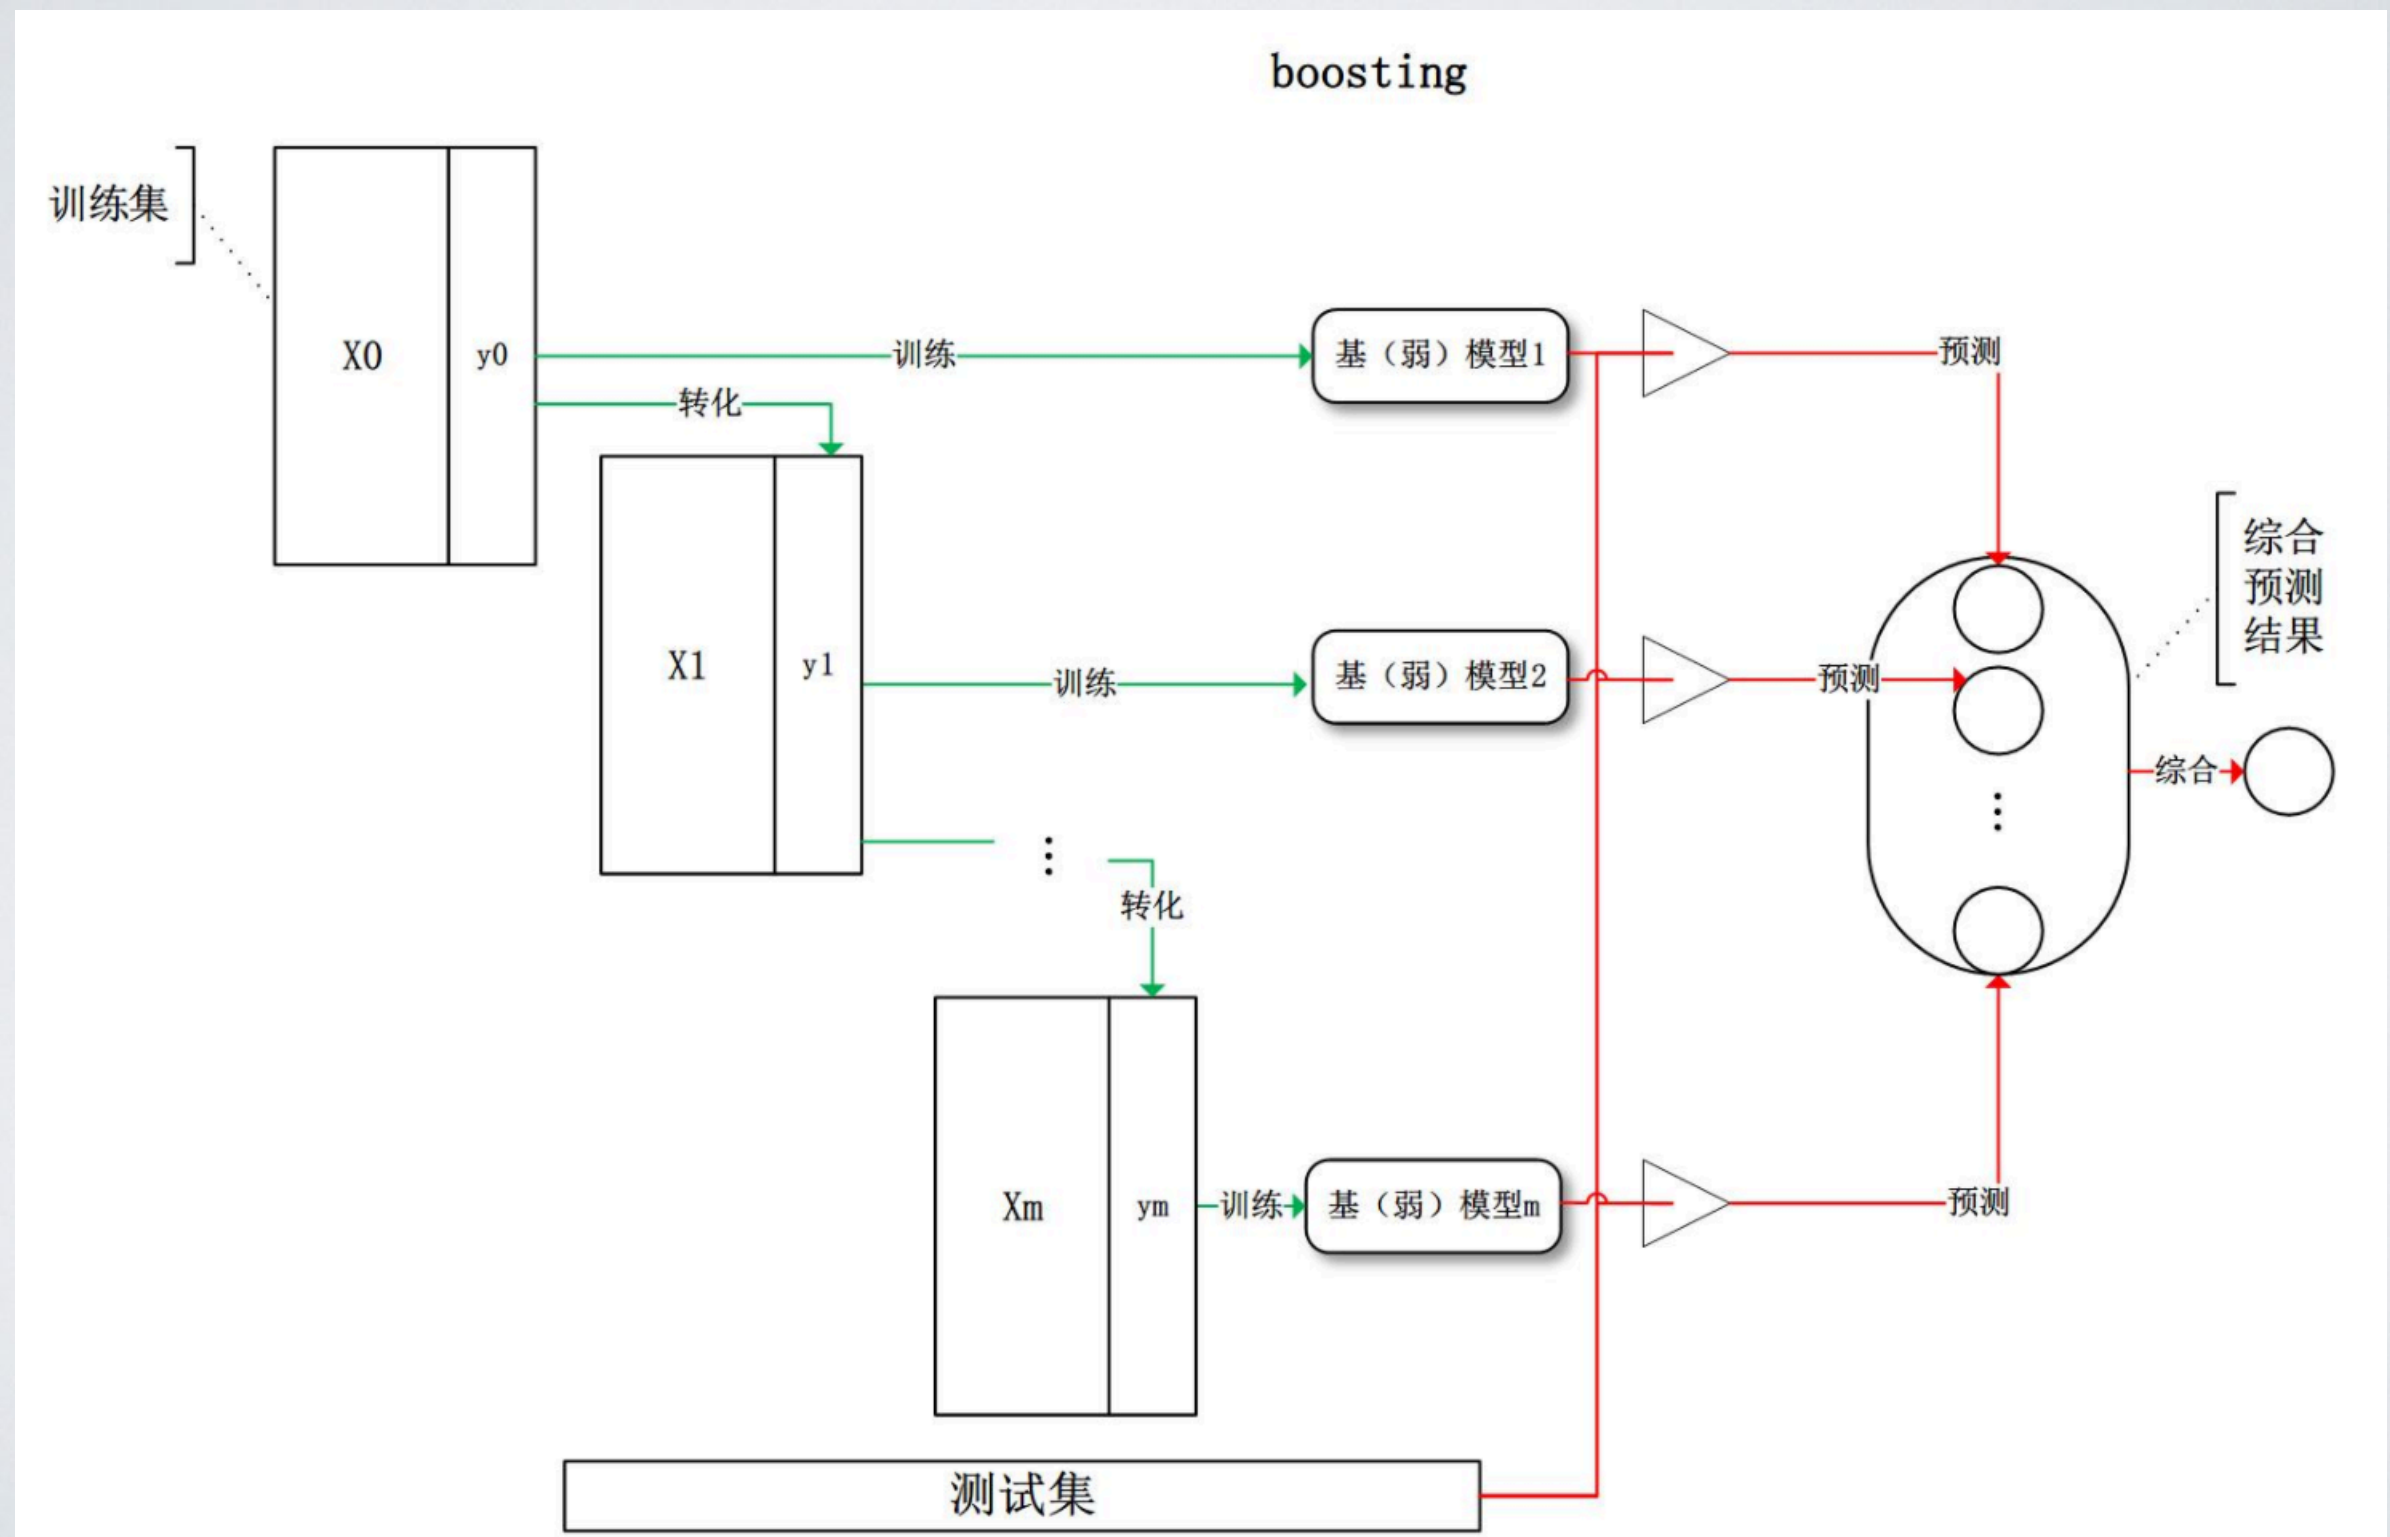 boosting
训练集
X0
y0
训练
基（弱）模型1
预测
转化
X1
y1
训练
基（弱）模型2
预测
综合
预测
结果
综合
转化
Xm
ym
训练
基（弱）模型m
预测
测试集